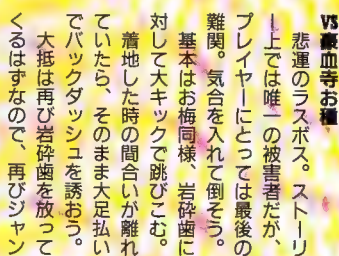 VS豪血寺お種
悲運のラスボス。ストーリ
ー上では唯一の被害者だが、
プレイヤーにとっては最後の
難関。気合を入れて倒そう。
基本はお梅同様、岩砕歯に
対して大キックで跳びこむ。
着地した時の間合いが離れ
ていたら、そのまま大足払い
でバックダッシュを誘おう。
大抵は再び岩砕歯を放って
くるはずなので、再びジャン